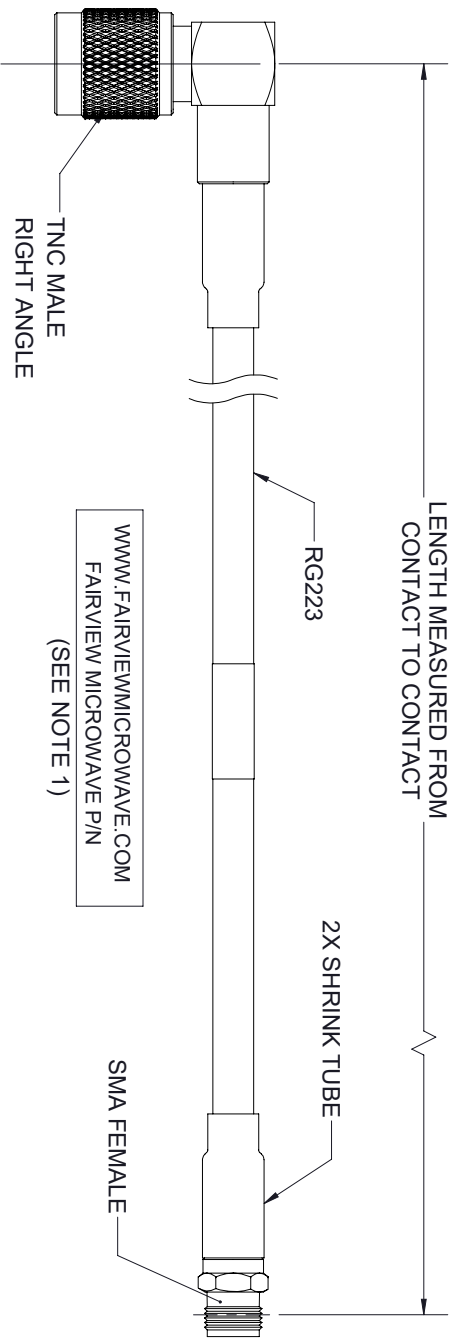 LENGTH MEASURED FROM
CONTACT TO CONTACT
TNC MALE
RIGHT ANGLE
RG223
2X SHRINK TUBE
SMA FEMALE
WWW.FAIRVIEWMICROWAVE.COM
FAIRVIEW MICROWAVE P/N
(SEE NOTE 1)